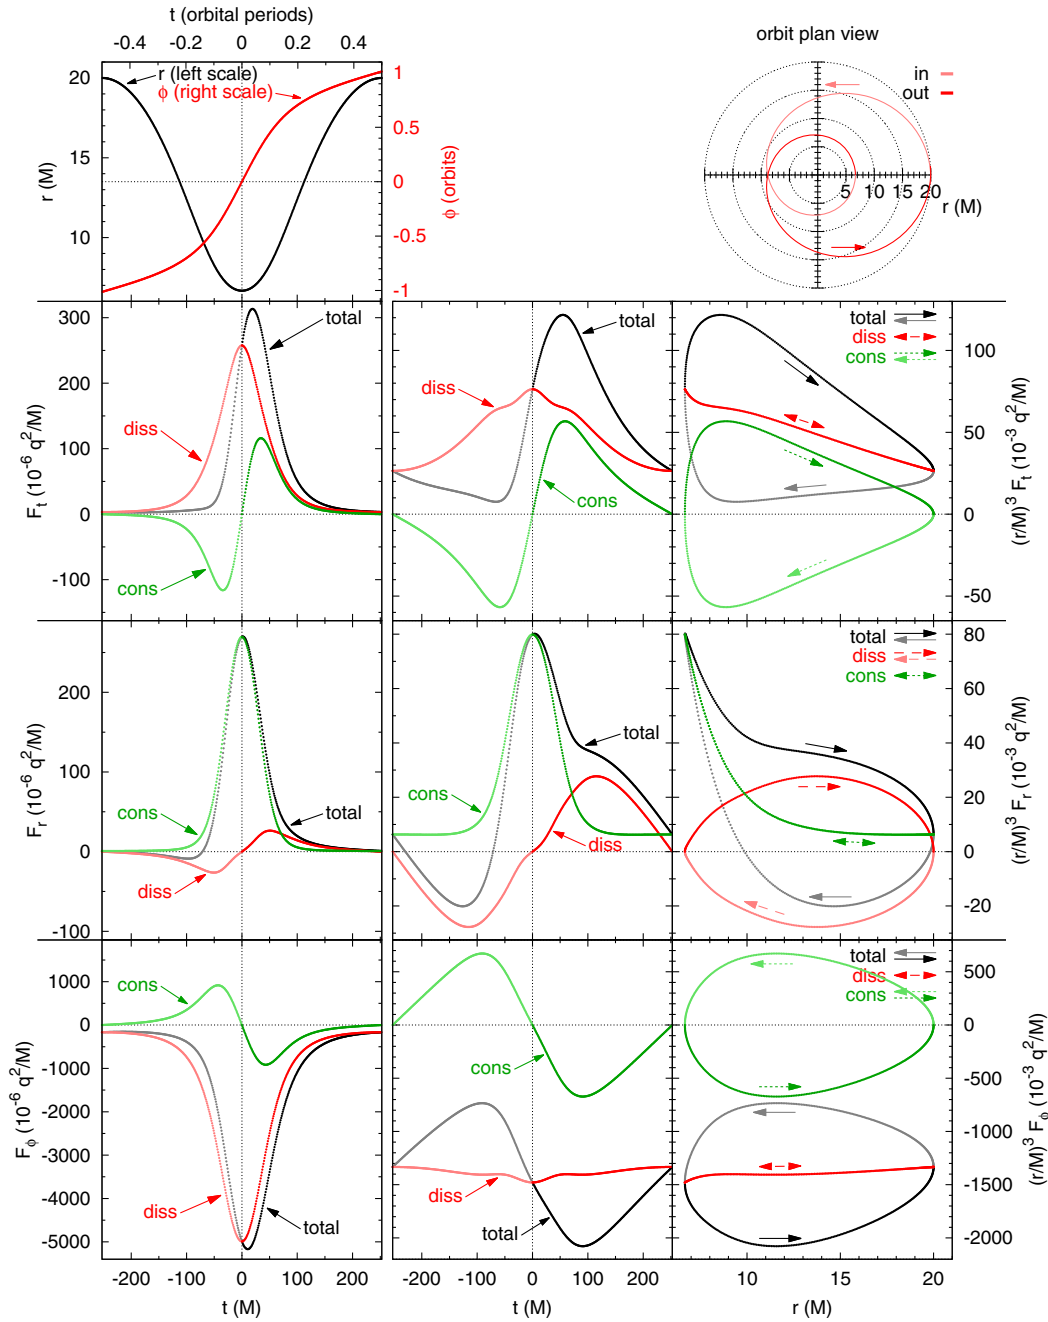 t (orbital periods)
-0.4 -0.2 0 0.2 0.4
orbit plan view
20
15
10
r (M)
r (left scale)
ϕ (right scale)
1
0.5
0
-0.5
-1
ϕ (orbits)
in
out
5 10 15 20
r (M)
300
200
100
0
-100
F_t (10^-6 q^2/M)
total
diss
cons
total
diss
cons
total
diss
cons
100
50
0
-50
(r/M)^3 F_t (10^-3 q^2/M)
200
100
0
-100
F_r (10^-6 q^2/M)
cons
total
diss
total
cons
diss
total
diss
cons
80
60
40
20
0
-20
(r/M)^3 F_r (10^-3 q^2/M)
1000
0
-1000
-2000
-3000
-4000
-5000
F_ϕ (10^-6 q^2/M)
cons
diss
total
cons
diss
total
total
diss
cons
500
0
-500
-1000
-1500
-2000
(r/M)^3 F_ϕ (10^-3 q^2/M)
-200 -100 0 100 200
t (M)
-200 -100 0 100 200
t (M)
10 15 20
r (M)